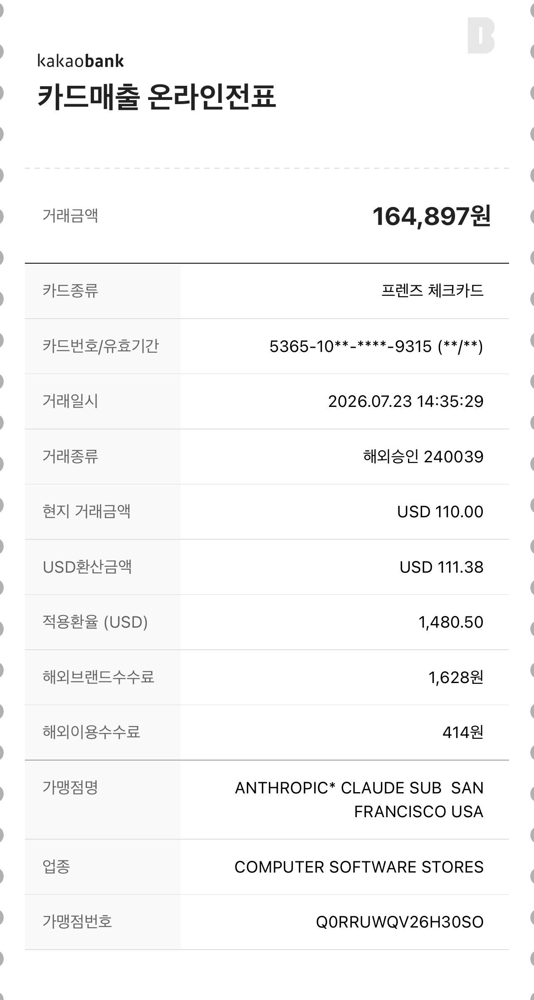 kakaobank
카드매출 온라인전표
거래금액 164,897원
카드종류 프렌즈 체크카드
카드번호/유효기간 5365-10**-****-9315 (**/**)
거래일시 2026.07.23 14:35:29
거래종류 해외승인 240039
현지 거래금액 USD 110.00
USD환산금액 USD 111.38
적용환율 (USD) 1,480.50
해외브랜드수수료 1,628원
해외이용수수료 414원
가맹점명 ANTHROPIC* CLAUDE SUB  SAN
FRANCISCO USA
업종 COMPUTER SOFTWARE STORES
가맹점번호 Q0RRUWQV26H30SO